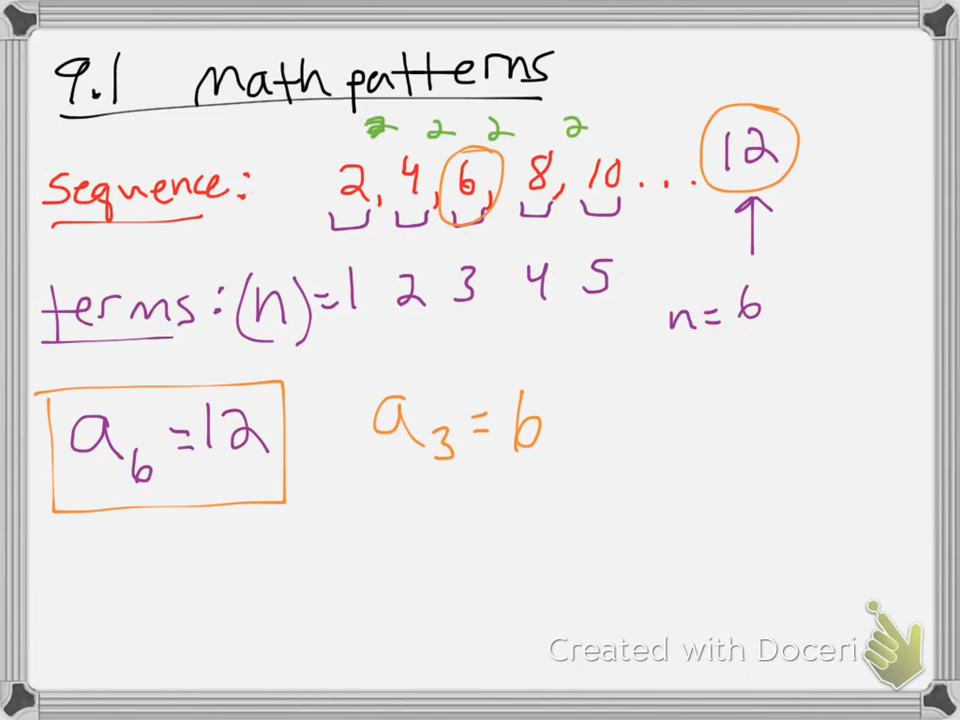 9.1 Math patterns
2 2 2 2
Sequence: 2, 4, 6, 8, 10... 12
terms: (n) = 1 2 3 4 5
n = 6
a6 = 12 a3 = 6
Created with Doceri